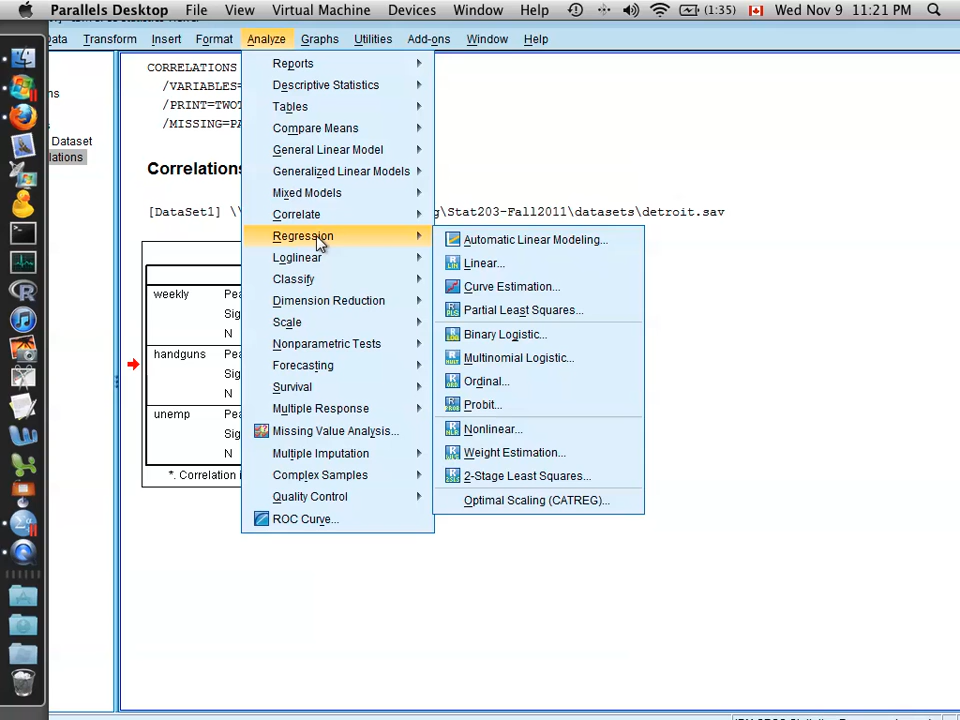 Parallels Desktop File View Virtual Machine Devices Window Help (1:35) Wed Nov 9 11:21 PM
Data Transform Insert Format Analyze Graphs Utilities Add-ons Window Help
CORRELATIONS
/VARIABLES=
/PRINT=TWOT
/MISSING=PA
Dataset
lations
Correlations
[DataSet1] \\
g\Stat203-Fall2011\datasets\detroit.sav
weekly Pea
Sig
N
handguns Pea
Sig
N
unemp Pea
Sig
N
*. Correlation i
Reports
Descriptive Statistics
Tables
Compare Means
General Linear Model
Generalized Linear Models
Mixed Models
Correlate
Regression
Loglinear
Classify
Dimension Reduction
Scale
Nonparametric Tests
Forecasting
Survival
Multiple Response
Missing Value Analysis...
Multiple Imputation
Complex Samples
Quality Control
ROC Curve...
Automatic Linear Modeling...
Linear...
Curve Estimation...
Partial Least Squares...
Binary Logistic...
Multinomial Logistic...
Ordinal...
Probit...
Nonlinear...
Weight Estimation...
2-Stage Least Squares...
Optimal Scaling (CATREG)...